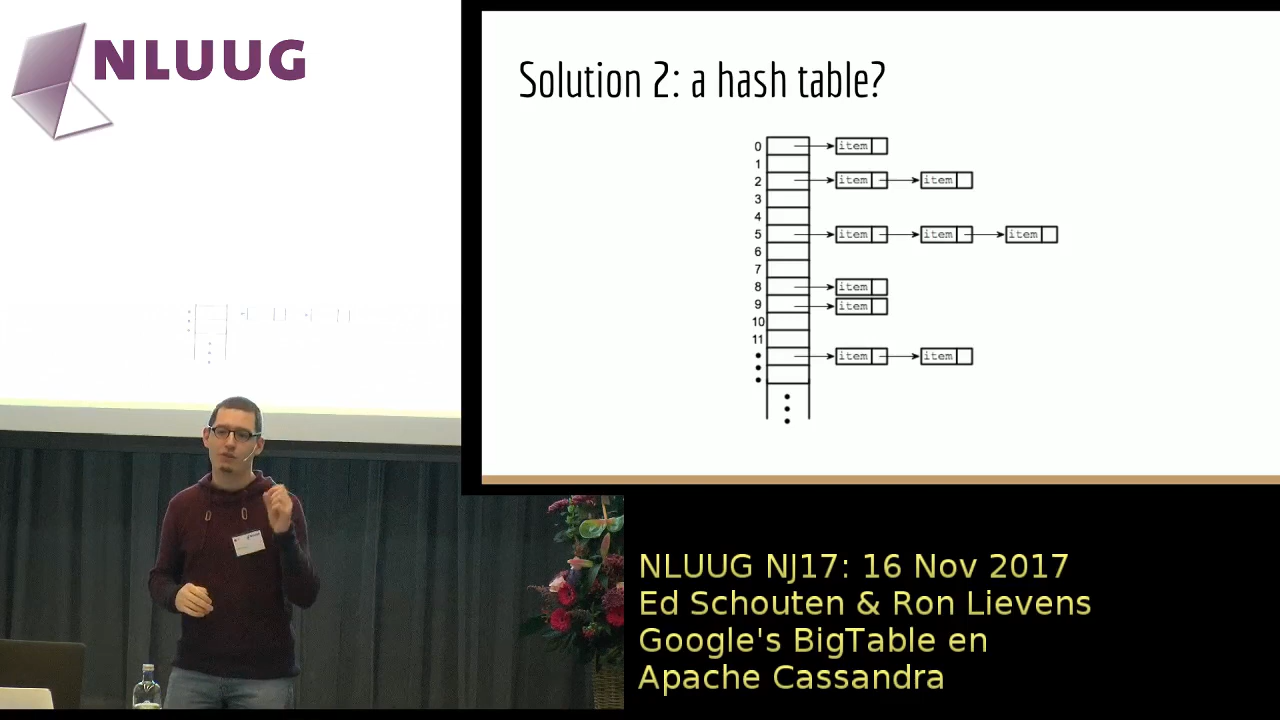 NLUUG
Solution 2: a hash table?
0
item
1
2
item item
3
4
5
item item item
6
7
8
item
9
item
10
11
item item
NLUUG NJ17: 16 Nov 2017
Ed Schouten & Ron Lievens
Google's BigTable en
Apache Cassandra